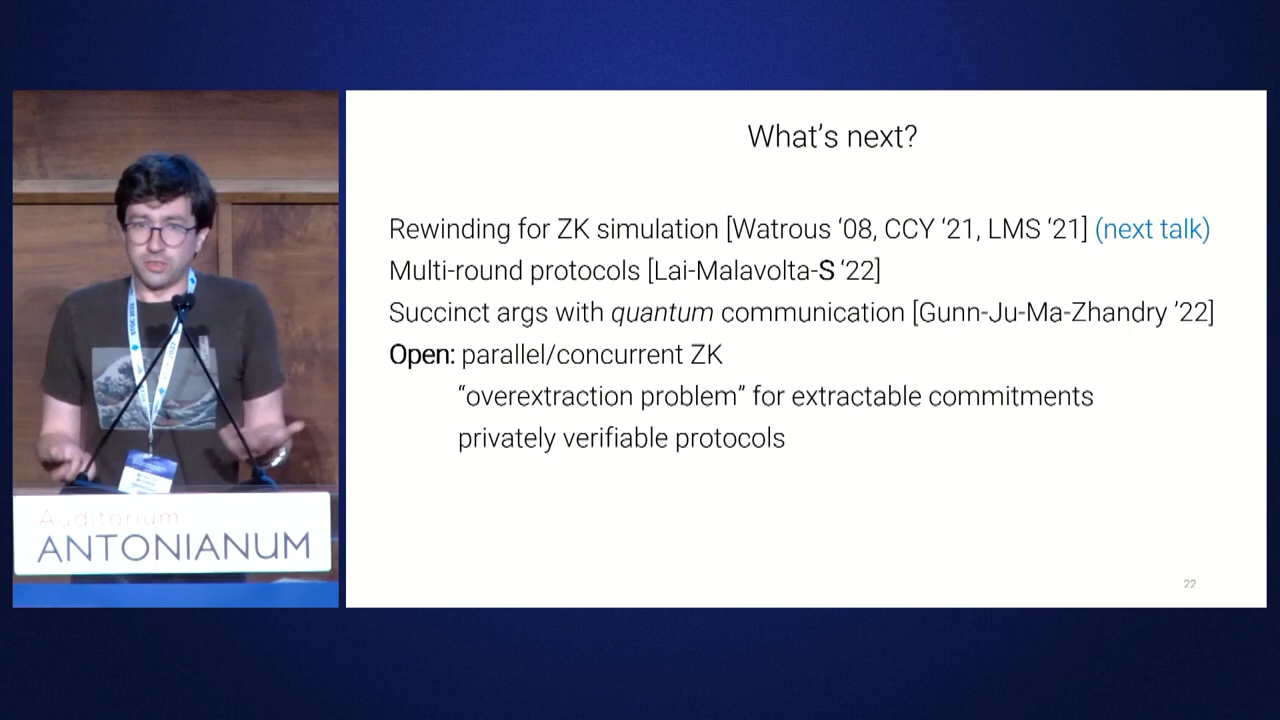 What's next?
Rewinding for ZK simulation [Watrous ‘08, CCY ‘21, LMS ‘21] (next talk)
Multi-round protocols [Lai-Malavolta-S ‘22]
Succinct args with quantum communication [Gunn-Ju-Ma-Zhandry ’22]
Open: parallel/concurrent ZK
“overextraction problem” for extractable commitments
privately verifiable protocols
22
Auditorium
ANTONIANUM